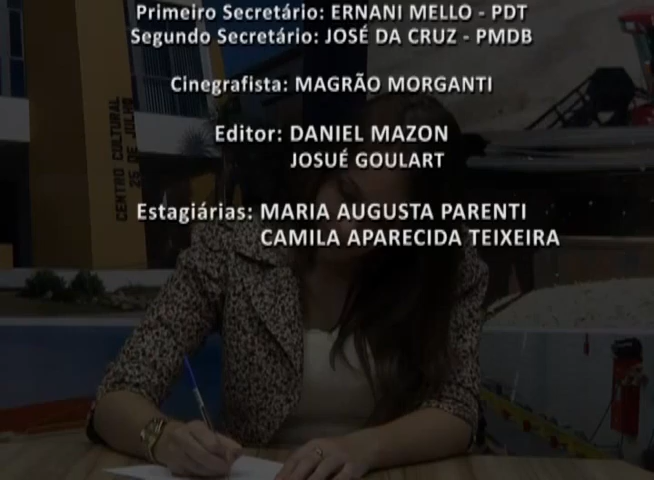 Primeiro Secretário: ERNANI MELLO - PDT
Segundo Secretário: JOSÉ DA CRUZ - PMDB
Cinegrafista: MAGRÃO MORGANTI
Editor: DANIEL MAZON
JOSUÉ GOULART
Estagiárias: MARIA AUGUSTA PARENTI
CAMILA APARECIDA TEIXEIRA
CENTRO CULTURAL
25 DE JULHO